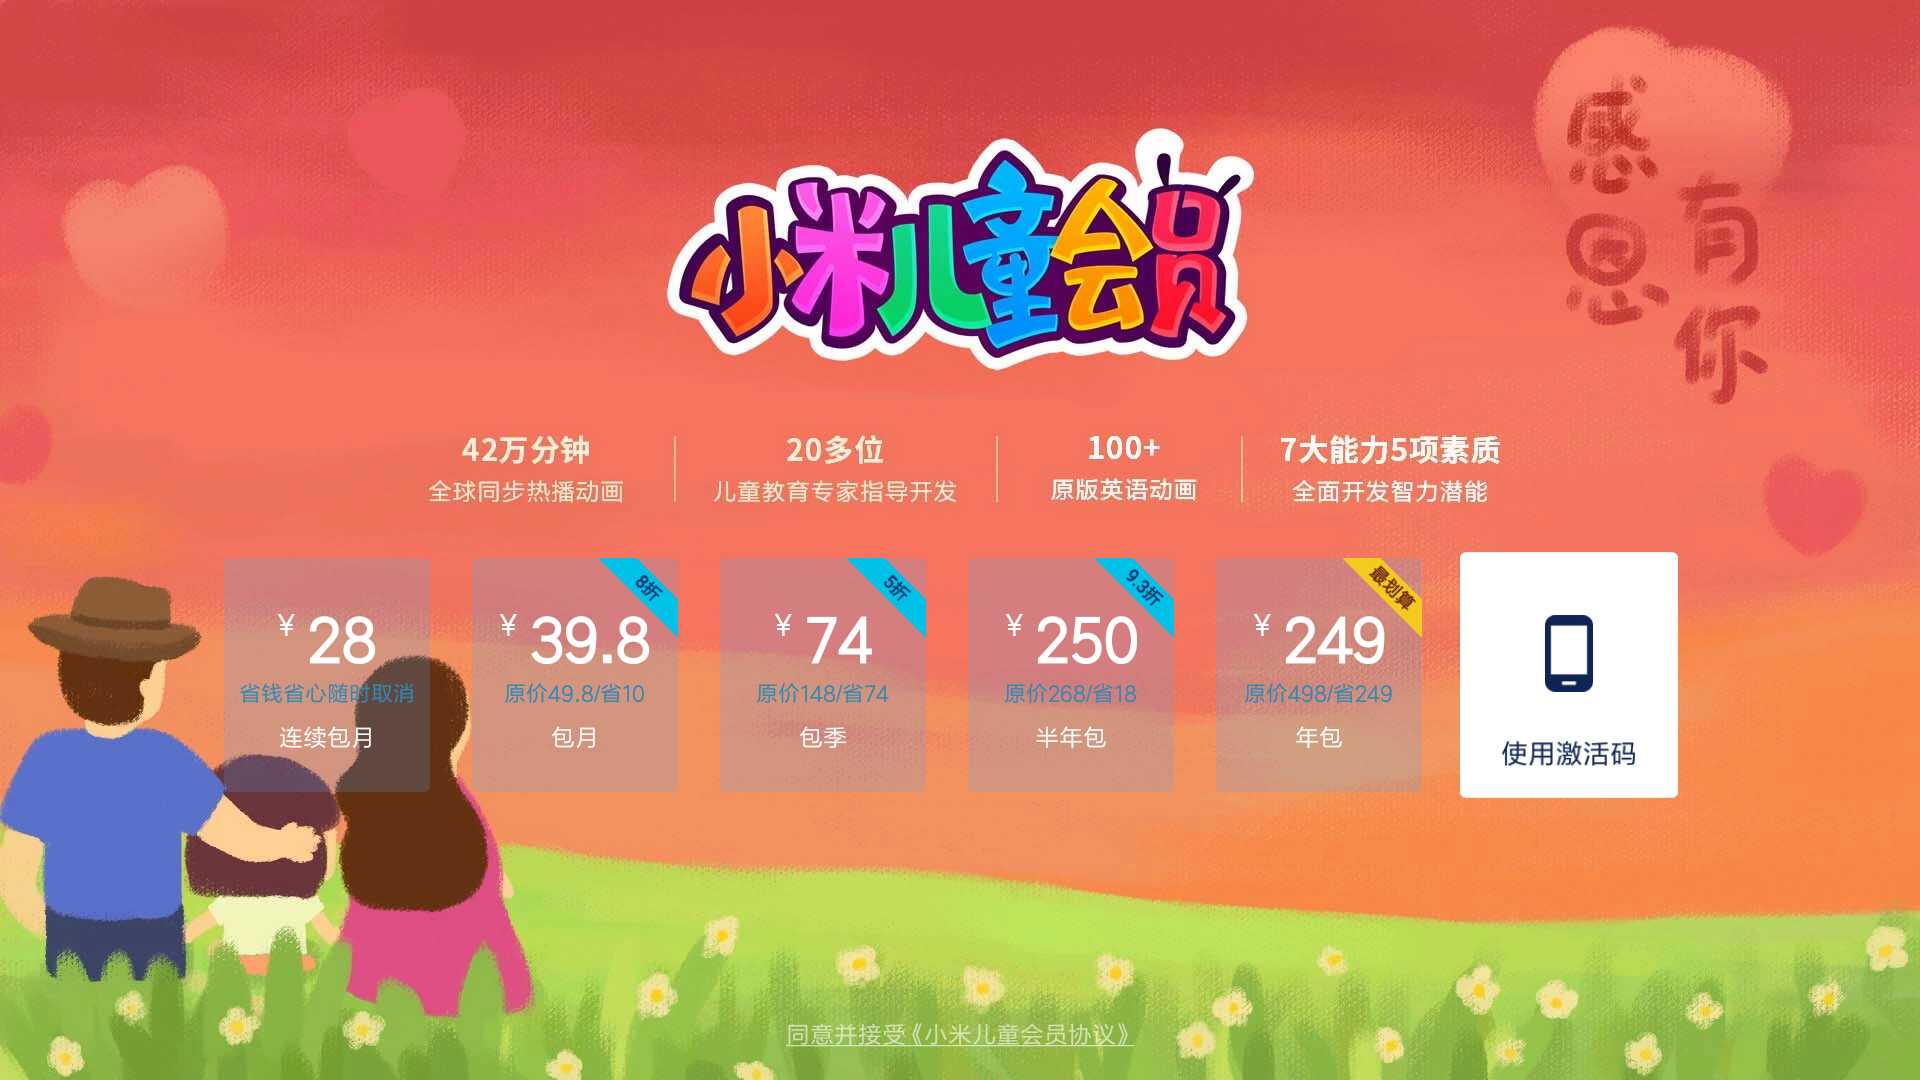 小米儿童会员
感恩
有你
42万分钟
全球同步热播动画
20多位
儿童教育专家指导开发
100+
原版英语动画
7大能力5项素质
全面开发智力潜能
¥ 28
省钱省心随时取消
连续包月
8折
¥ 39.8
原价49.8/省10
包月
5折
¥ 74
原价148/省74
包季
9.3折
¥ 250
原价268/省18
半年包
最划算
¥ 249
原价498/省249
年包
使用激活码
同意并接受《小米儿童会员协议》